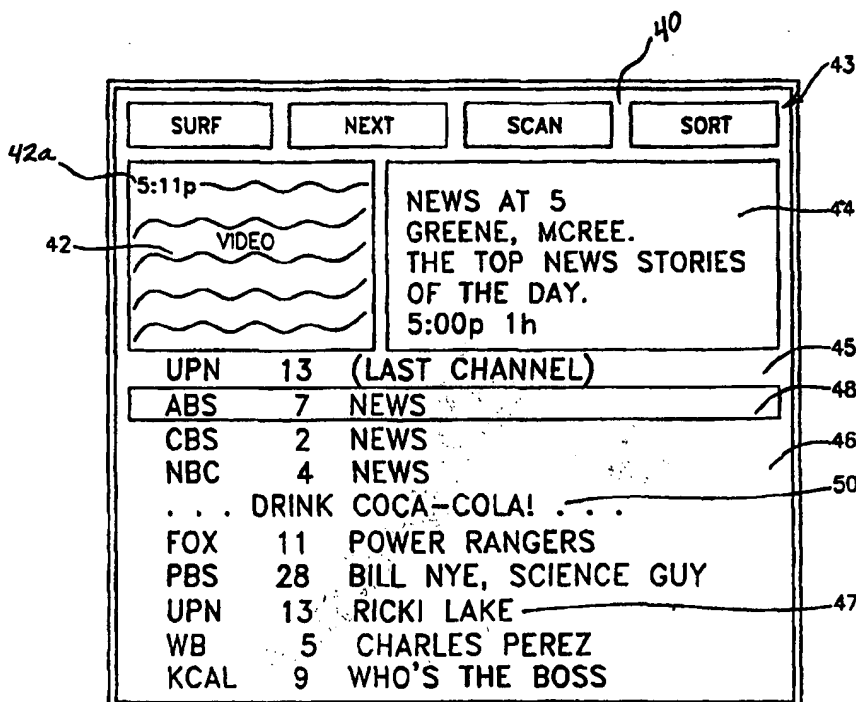 40
43
SURF NEXT SCAN SORT
42a
5:11p
NEWS AT 5
44
GREENE, MCREE.
42
VIDEO
THE TOP NEWS STORIES
OF THE DAY.
5:00p 1h
45
UPN 13 (LAST CHANNEL)
48
ABS 7 NEWS
CBS 2 NEWS
46
NBC 4 NEWS
50
. . . DRINK COCA-COLA! . . .
FOX 11 POWER RANGERS
PBS 28 BILL NYE, SCIENCE GUY
UPN 13 RICKI LAKE
47
WB 5 CHARLES PEREZ
KCAL 9 WHO'S THE BOSS